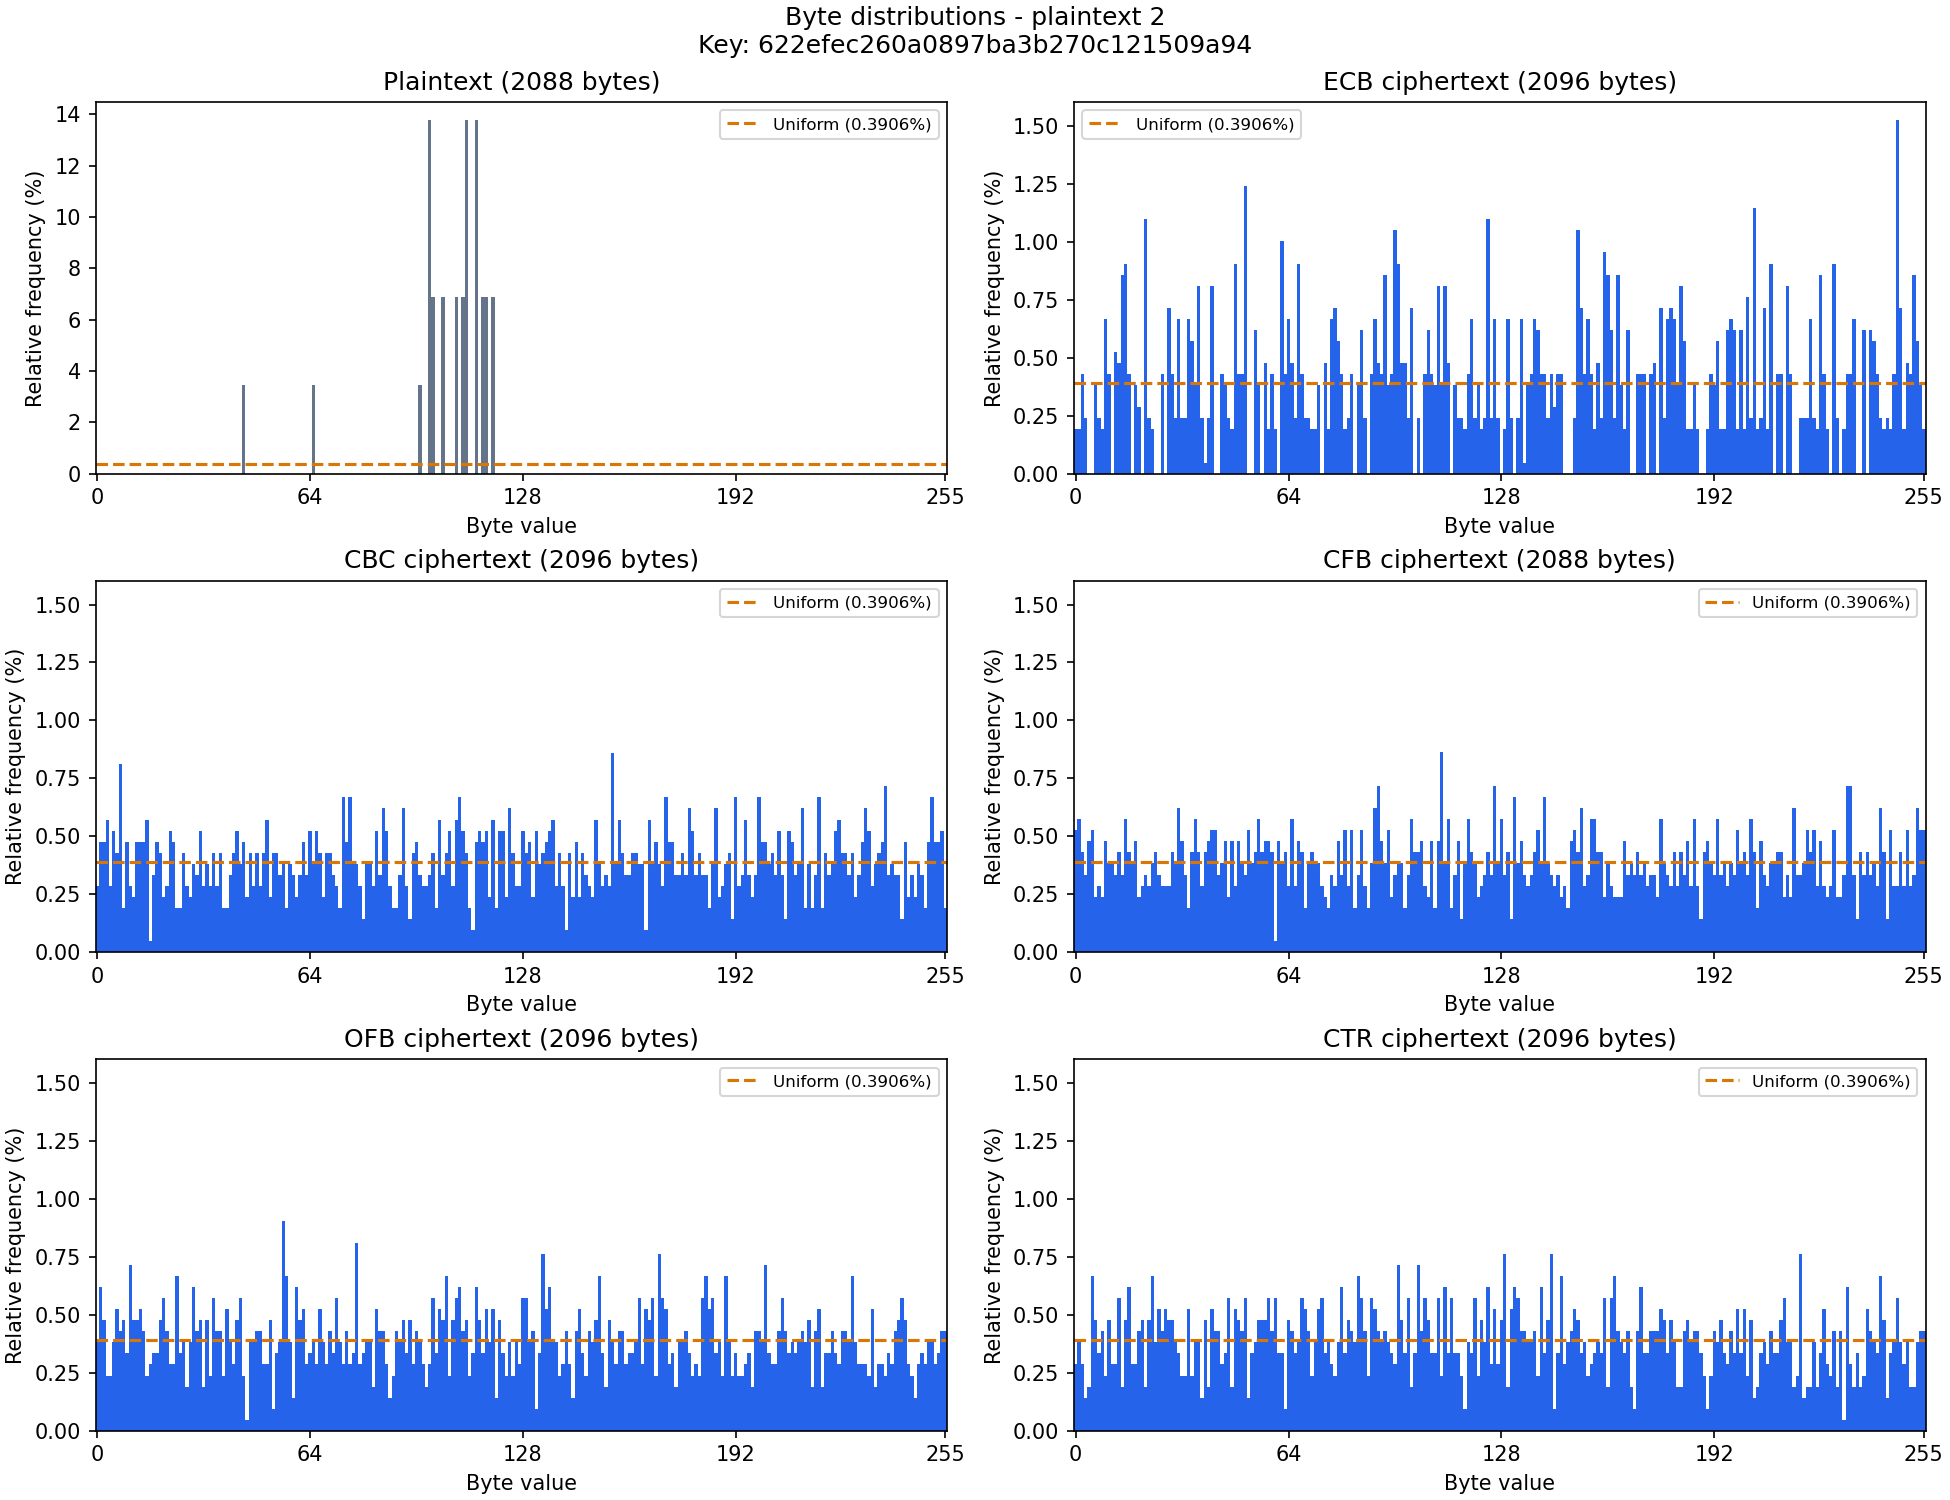 Byte distributions - plaintext 2
Key: 622efec260a0897ba3b270c121509a94
Plaintext (2088 bytes)
Relative frequency (%)
14
12
10
8
6
4
2
0
Uniform (0.3906%)
0 64 128 192 255
Byte value
ECB ciphertext (2096 bytes)
Relative frequency (%)
1.50
1.25
1.00
0.75
0.50
0.25
0.00
Uniform (0.3906%)
0 64 128 192 255
Byte value
CBC ciphertext (2096 bytes)
Relative frequency (%)
1.50
1.25
1.00
0.75
0.50
0.25
0.00
Uniform (0.3906%)
0 64 128 192 255
Byte value
CFB ciphertext (2088 bytes)
Relative frequency (%)
1.50
1.25
1.00
0.75
0.50
0.25
0.00
Uniform (0.3906%)
0 64 128 192 255
Byte value
OFB ciphertext (2096 bytes)
Relative frequency (%)
1.50
1.25
1.00
0.75
0.50
0.25
0.00
Uniform (0.3906%)
0 64 128 192 255
Byte value
CTR ciphertext (2096 bytes)
Relative frequency (%)
1.50
1.25
1.00
0.75
0.50
0.25
0.00
Uniform (0.3906%)
0 64 128 192 255
Byte value